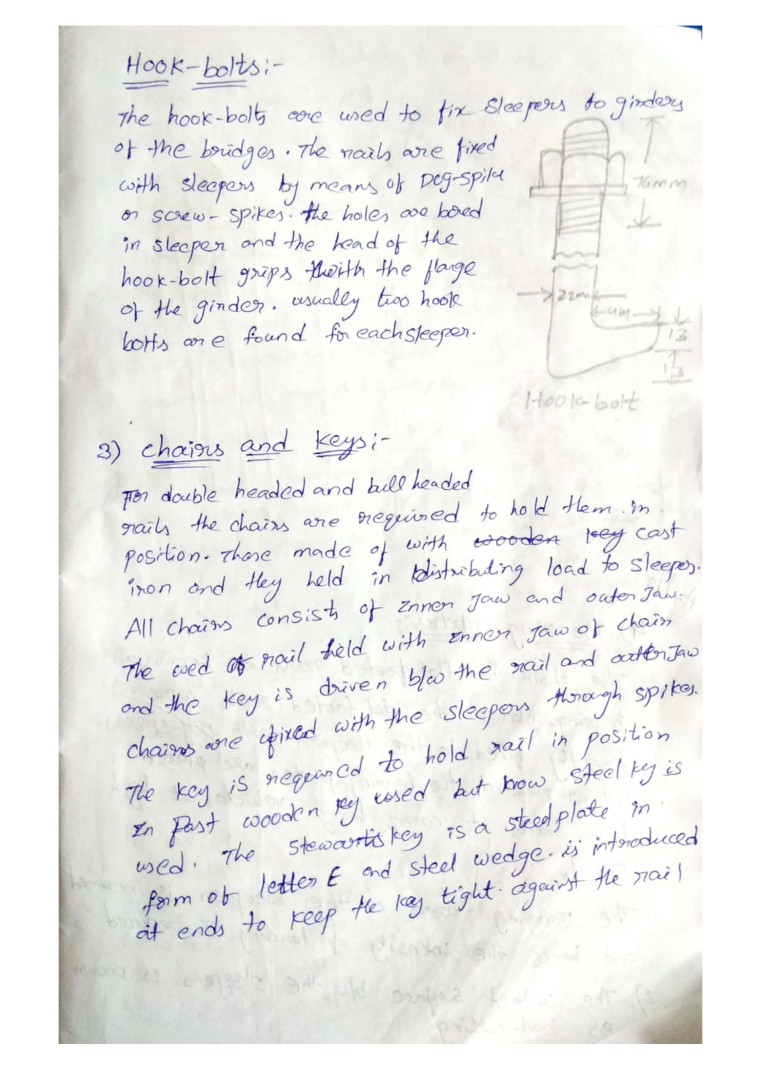 Hook-bolts:-
The hook-bolts are used to fix sleepers to girders
of the bridges. The rails are fixed
with sleepers by means of Dog-spike
or screw-spikes. the holes are bored
in sleeper and the head of the
hook-bolt grips with the flange
of the ginder. usually two hook
bolts are found for each sleeper.
76mm
22mm
13
13
Hook-bolt
3) chairs and keys:-
For double headed and bull headed
rails the chairs are required to hold them in
position. These made of with wooden key cast
iron and they held in distributing load to sleeper.
All chairs consist of Inner Jaw and outer Jaw.
The wed of rail held with Inner Jaw of chair
and the key is driven b/w the rail and outter Jaw
chairs are fixed with the sleepers through spikes.
The key is required to hold rail in position
In Past wooden key used but know steel key is
used. The stewartis key is a steel plate in
form of letter E and steel wedge. is introduced
at ends to keep the key tight. against the rail